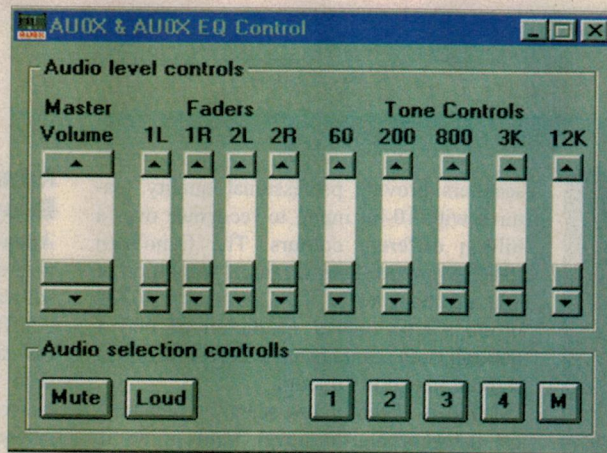 AU0X & AU0X EQ Control
Audio level controls
Master Volume
Faders
Tone Controls
1L 1R 2L 2R 60 200 800 3K 12K
Audio selection controlls
Mute Loud 1 2 3 4 M